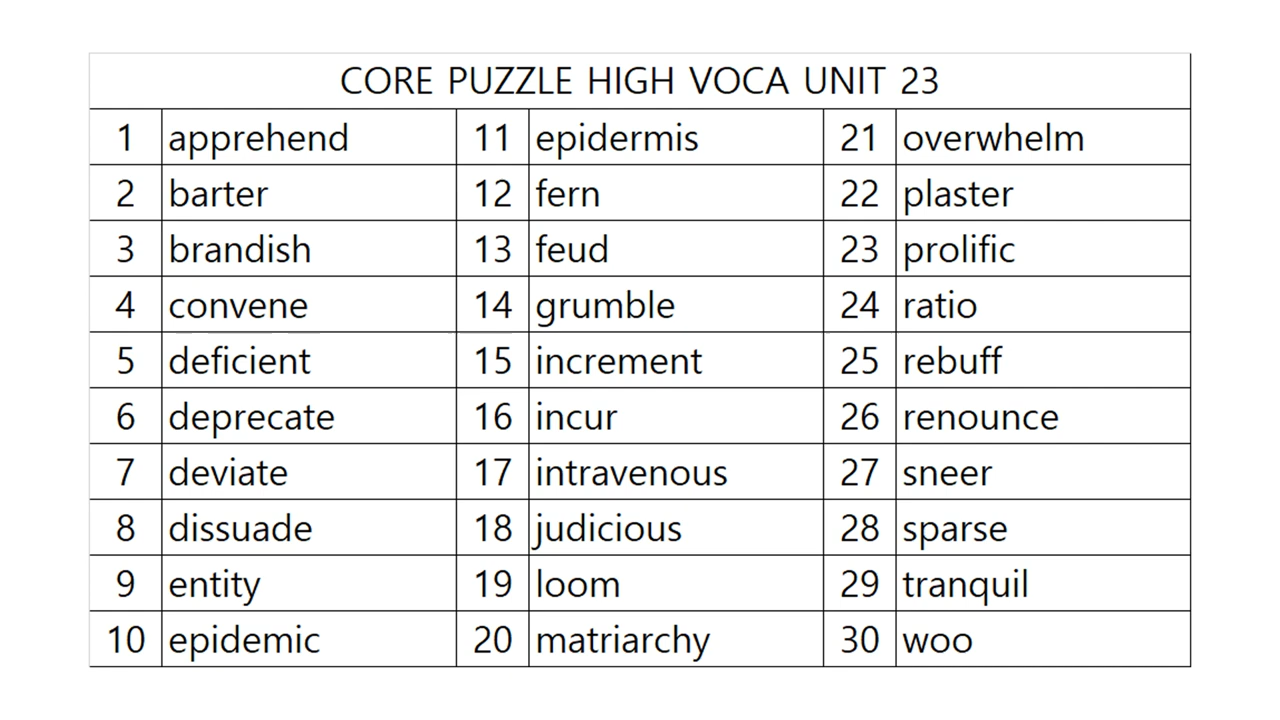 CORE PUZZLE HIGH VOCA UNIT 23
1 apprehend 11 epidermis 21 overwhelm
2 barter 12 fern 22 plaster
3 brandish 13 feud 23 prolific
4 convene 14 grumble 24 ratio
5 deficient 15 increment 25 rebuff
6 deprecate 16 incur 26 renounce
7 deviate 17 intravenous 27 sneer
8 dissuade 18 judicious 28 sparse
9 entity 19 loom 29 tranquil
10 epidemic 20 matriarchy 30 woo